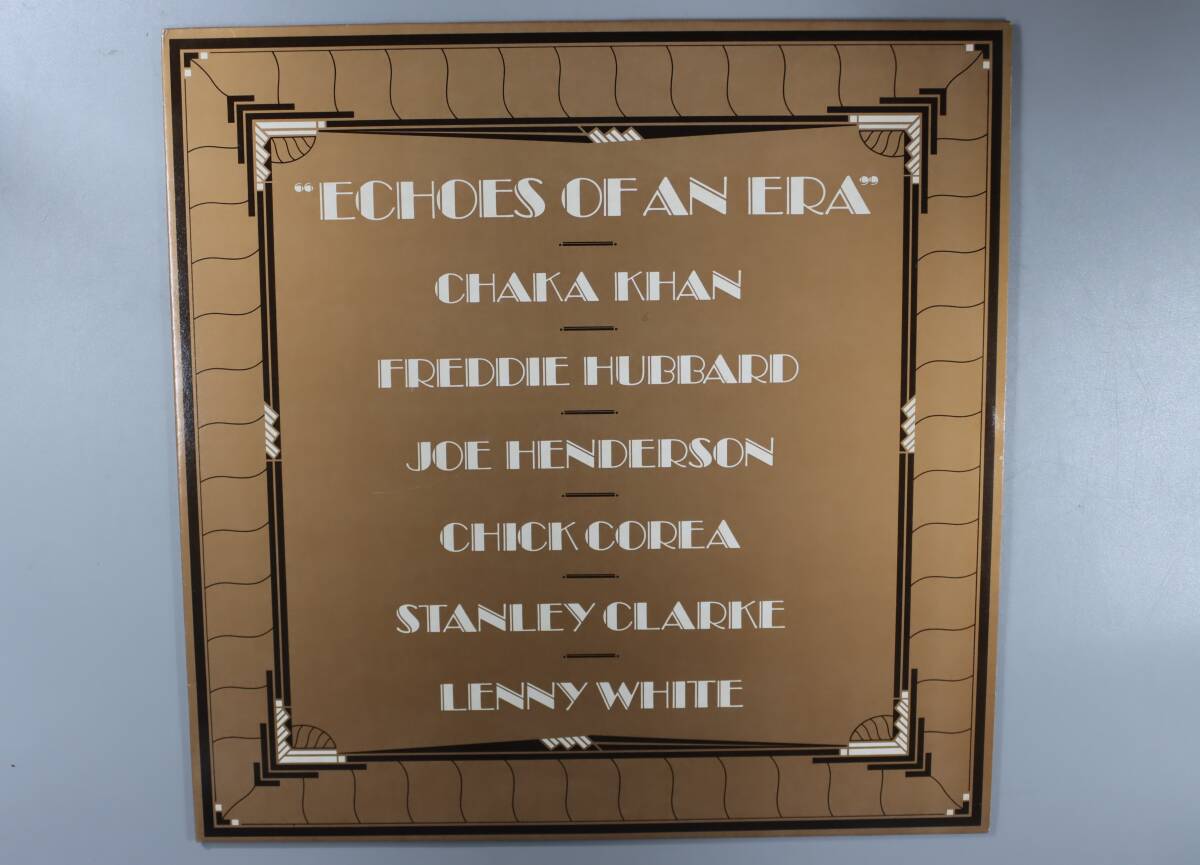 “ECHOES OF AN ERA”
CHAKA KHAN
FREDDIE HUBBARD
JOE HENDERSON
CHICK COREA
STANLEY CLARKE
LENNY WHITE